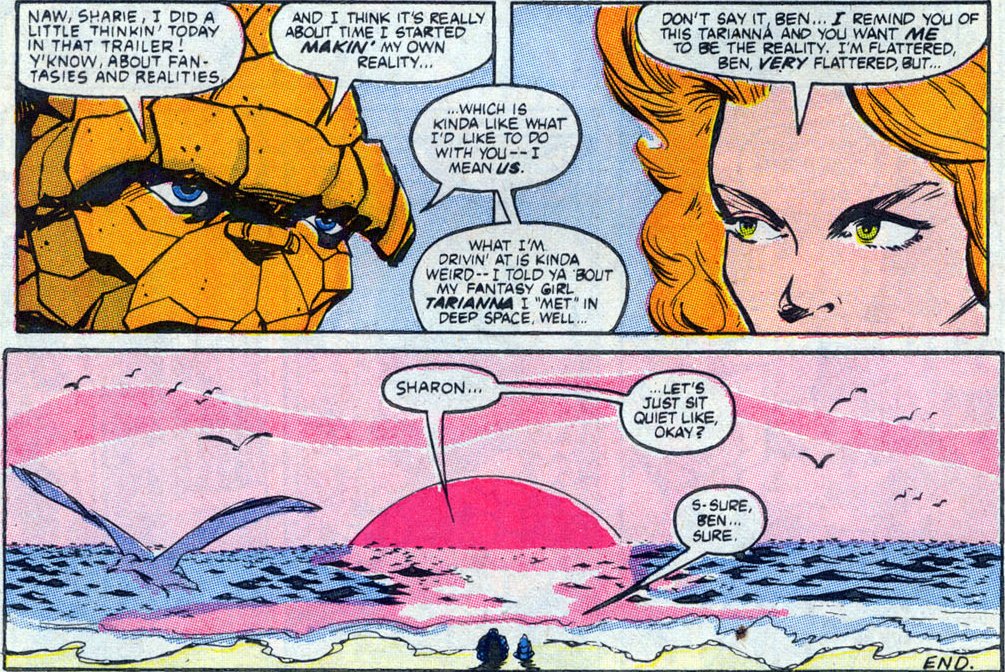 NAW, SHARIE, I DID A
LITTLE THINKIN' TODAY
IN THAT TRAILER!
Y'KNOW, ABOUT FAN-
TASIES AND REALITIES,
AND I THINK IT'S REALLY
ABOUT TIME I STARTED
MAKIN' MY OWN
REALITY...
...WHICH IS
KINDA LIKE WHAT
I'D LIKE TO DO
WITH YOU--I
MEAN US.
WHAT I'M
DRIVIN' AT IS KINDA
WEIRD--I TOLD YA 'BOUT
MY FANTASY GIRL
TARIANNA I "MET" IN
DEEP SPACE, WELL...
DON'T SAY IT, BEN... I REMIND YOU OF
THIS TARIANNA AND YOU WANT ME
TO BE THE REALITY. I'M FLATTERED,
BEN, VERY FLATTERED, BUT...
SHARON...
...LET'S
JUST SIT
QUIET LIKE,
OKAY?
S-SURE,
BEN...
SURE.
END.